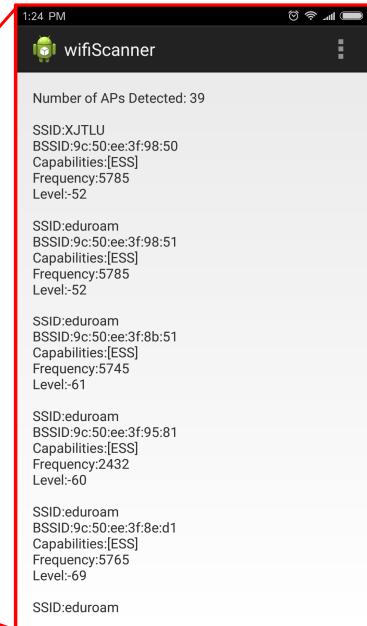 1:24 PM
wifiScanner
Number of APs Detected: 39
SSID:XJTLU
BSSID:9c:50:ee:3f:98:50
Capabilities:[ESS]
Frequency:5785
Level:-52
SSID:eduroam
BSSID:9c:50:ee:3f:98:51
Capabilities:[ESS]
Frequency:5785
Level:-52
SSID:eduroam
BSSID:9c:50:ee:3f:8b:51
Capabilities:[ESS]
Frequency:5745
Level:-61
SSID:eduroam
BSSID:9c:50:ee:3f:95:81
Capabilities:[ESS]
Frequency:2432
Level:-60
SSID:eduroam
BSSID:9c:50:ee:3f:8e:d1
Capabilities:[ESS]
Frequency:5765
Level:-69
SSID:eduroam